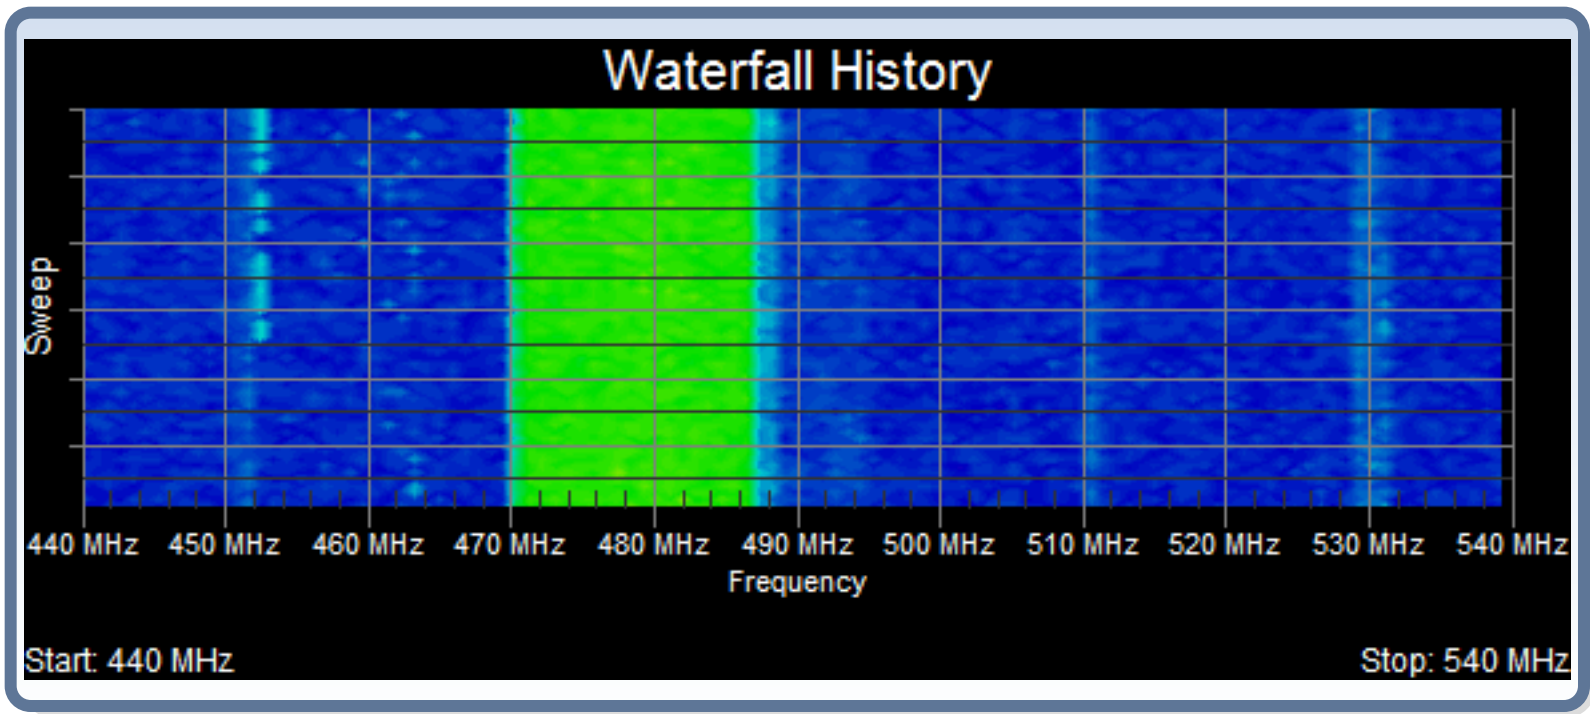 Waterfall History
Sweep
440 MHz 450 MHz 460 MHz 470 MHz 480 MHz 490 MHz 500 MHz 510 MHz 520 MHz 530 MHz 540 MHz
Frequency
Start: 440 MHz Stop: 540 MHz